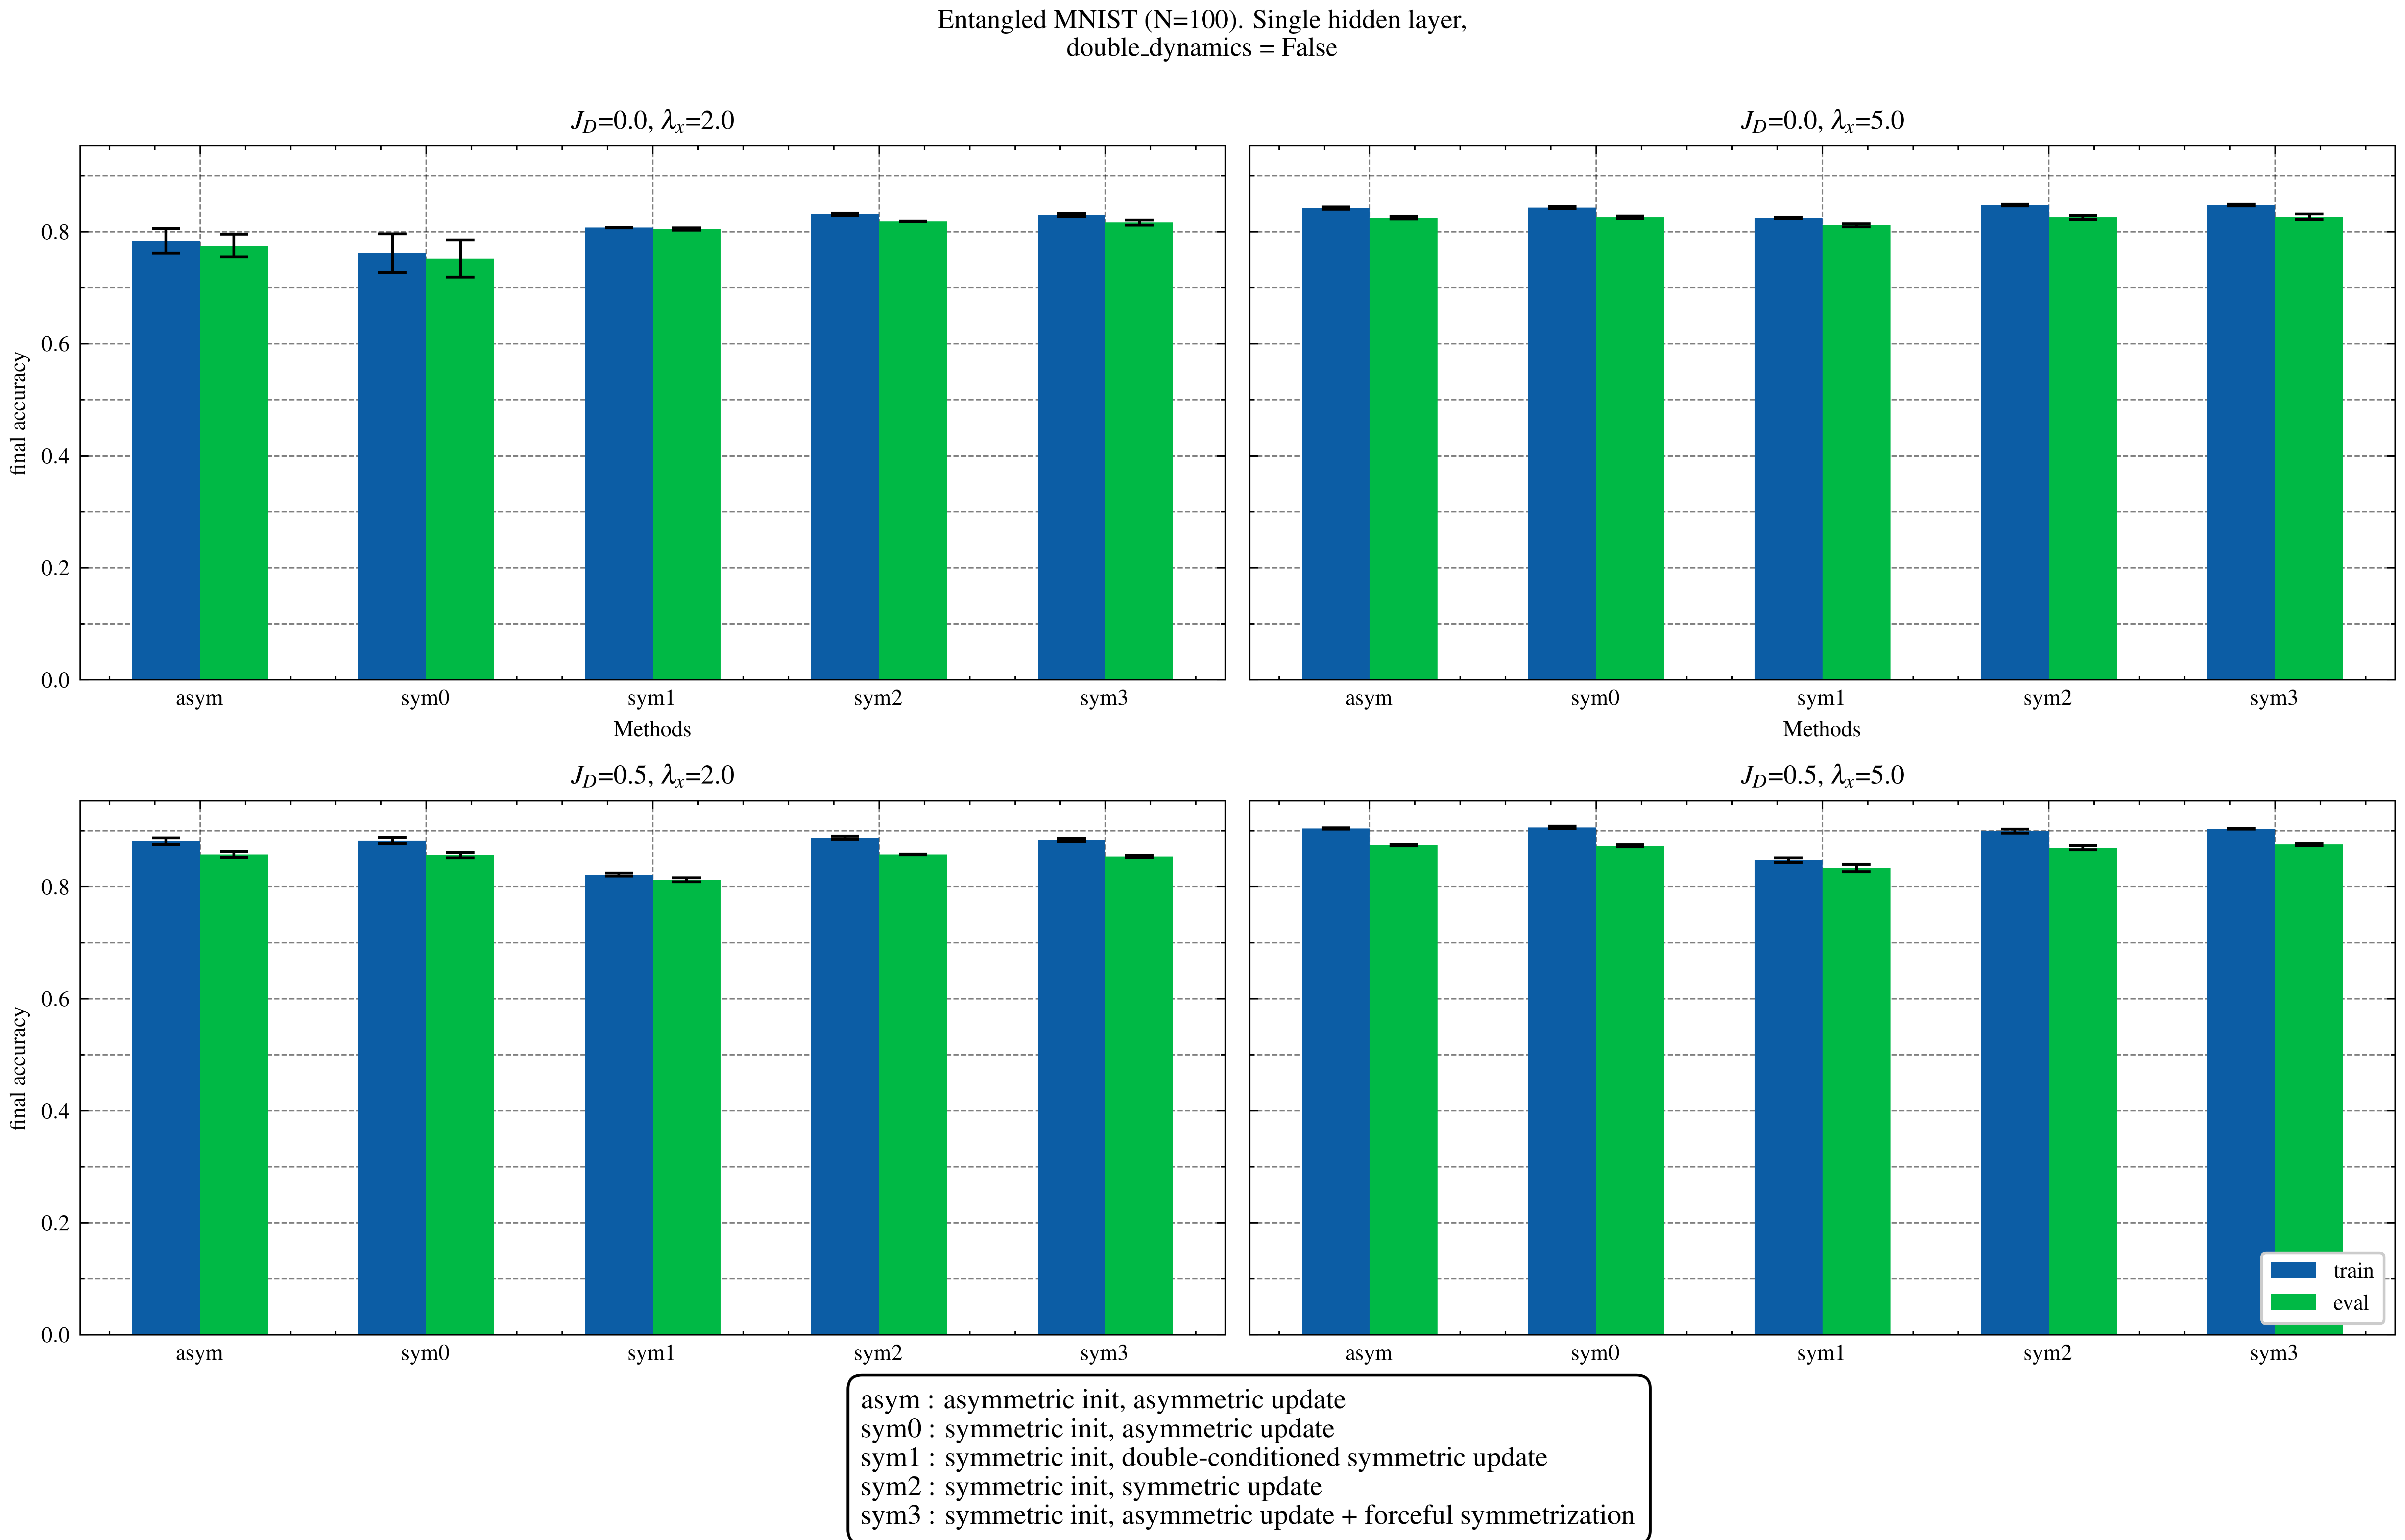 Entangled MNIST (N=100). Single hidden layer,
double_dynamics = False
J_D=0.0, λ_x=2.0
J_D=0.0, λ_x=5.0
final accuracy
0.8
0.6
0.4
0.2
0.0
asym sym0 sym1 sym2 sym3
Methods
asym sym0 sym1 sym2 sym3
Methods
J_D=0.5, λ_x=2.0
J_D=0.5, λ_x=5.0
final accuracy
0.8
0.6
0.4
0.2
0.0
asym sym0 sym1 sym2 sym3
asym sym0 sym1 sym2 sym3
train
eval
asym : asymmetric init, asymmetric update
sym0 : symmetric init, asymmetric update
sym1 : symmetric init, double-conditioned symmetric update
sym2 : symmetric init, symmetric update
sym3 : symmetric init, asymmetric update + forceful symmetrization